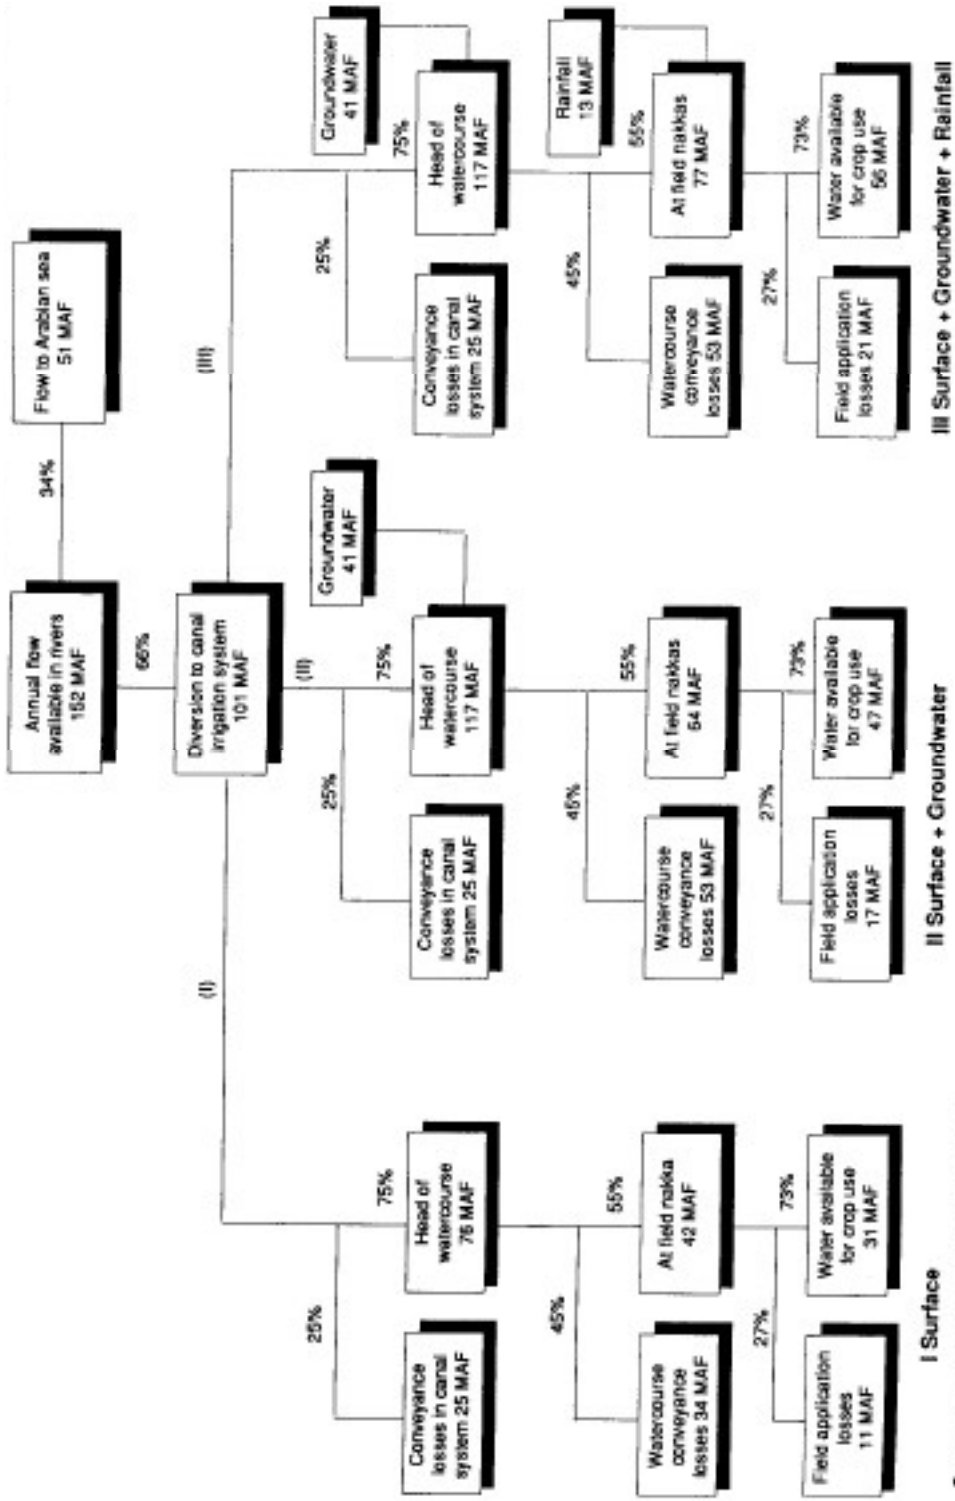 Annual flow
available in rivers
152 MAF
34%
Flow to Arabian sea
51 MAF
66%
Diversion to canal
irrigation system
101 MAF
(I)
(II)
(III)
25%
75%
Conveyance
losses in canal
system 25 MAF
Head of
watercourse
76 MAF
45%
55%
Watercourse
conveyance
losses 34 MAF
At field nakka
42 MAF
27%
73%
Field application
losses
11 MAF
Water available
for crop use
31 MAF
I Surface
Groundwater
41 MAF
25%
75%
Conveyance
losses in canal
system 25 MAF
Head of
watercourse
117 MAF
45%
55%
Watercourse
conveyance
losses 53 MAF
At field nakkas
64 MAF
27%
73%
Field application
losses
17 MAF
Water available
for crop use
47 MAF
II Surface + Groundwater
Groundwater
41 MAF
25%
75%
Conveyance
losses in canal
system 25 MAF
Head of
watercourse
117 MAF
Rainfall
13 MAF
45%
55%
Watercourse
conveyance
losses 53 MAF
At field nakkas
77 MAF
27%
73%
Field application
losses 21 MAF
Water available
for crop use
56 MAF
III Surface + Groundwater + Rainfall